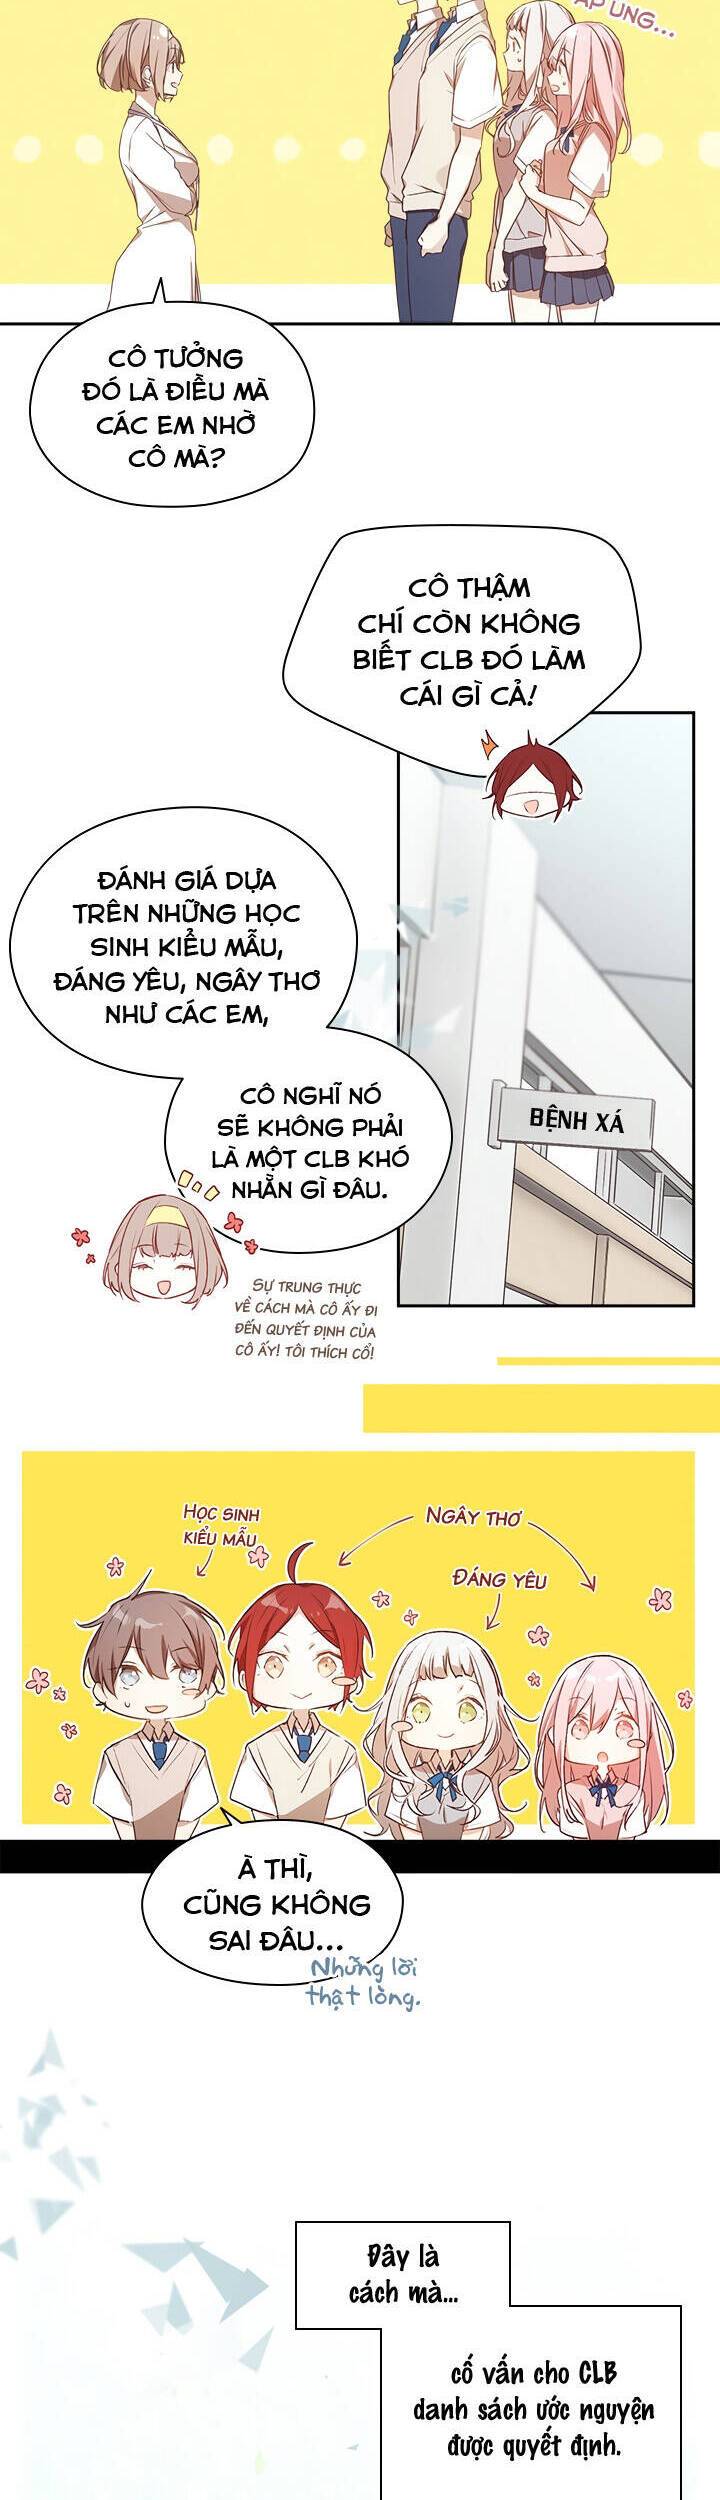 ÁP ỨNG...
CÔ TƯỞNG
ĐÓ LÀ ĐIỀU MÀ
CÁC EM NHỜ
CÔ MÀ?
CÔ THẬM
CHÍ CÒN KHÔNG
BIẾT CLB ĐÓ LÀM
CÁI GÌ CẢ!
ĐÁNH GIÁ DỰA
TRÊN NHỮNG HỌC
SINH KIỂU MẪU,
ĐÁNG YÊU, NGÂY THƠ
NHƯ CÁC EM,
BỆNH XÁ
CÔ NGHĨ NÓ
SẼ KHÔNG PHẢI
LÀ MỘT CLB KHÓ
NHẰN GÌ ĐÂU.
SỰ TRUNG THỰC
VỀ CÁCH MÀ CÔ ẤY ĐI
ĐẾN QUYẾT ĐỊNH CỦA
CÔ ẤY! TÔI THÍCH CỔ!
HỌC SINH
KIỂU MẪU
NGÂY THƠ
ĐÁNG YÊU
À THÌ,
CŨNG KHÔNG
SAI ĐÂU...
Những lời
thật lòng.
Đây là
cách mà...
cố vấn cho CLB
danh sách ước nguyện
được quyết định.